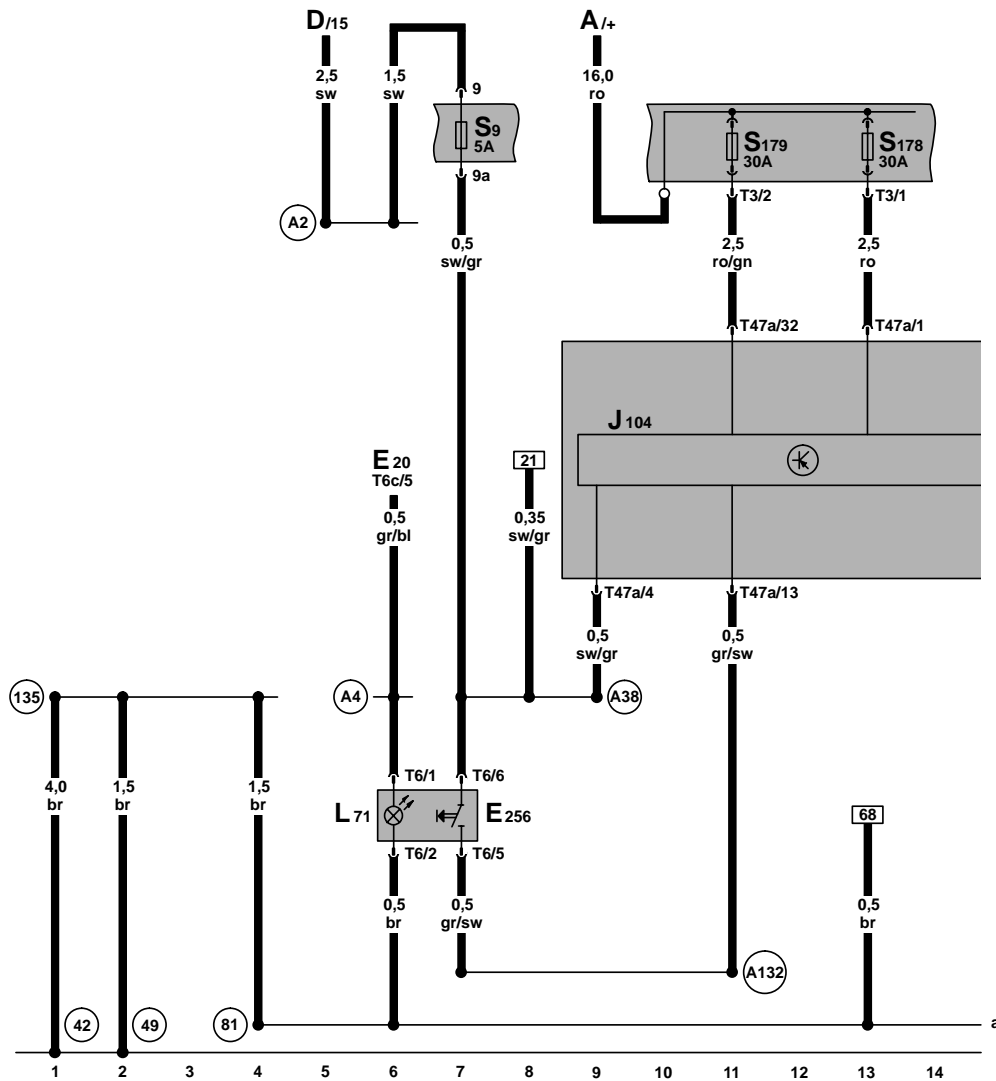 D/15
A/+
2,5
sw
1,5
sw
9
16,0
ro
S9
5A
S179
30A
S178
30A
9a
T3/2
T3/1
A2
0,5
sw/gr
2,5
ro/gn
2,5
ro
T47a/32
T47a/1
J104
E20
T6c/5
21
0,5
gr/bl
0,35
sw/gr
T47a/4
T47a/13
0,5
sw/gr
0,5
gr/sw
135
A4
A38
4,0
br
1,5
br
1,5
br
T6/1
T6/6
L71
E256
68
T6/2
T6/5
0,5
br
0,5
gr/sw
0,5
br
A132
42
49
81
a
1 2 3 4 5 6 7 8 9 10 11 12 13 14